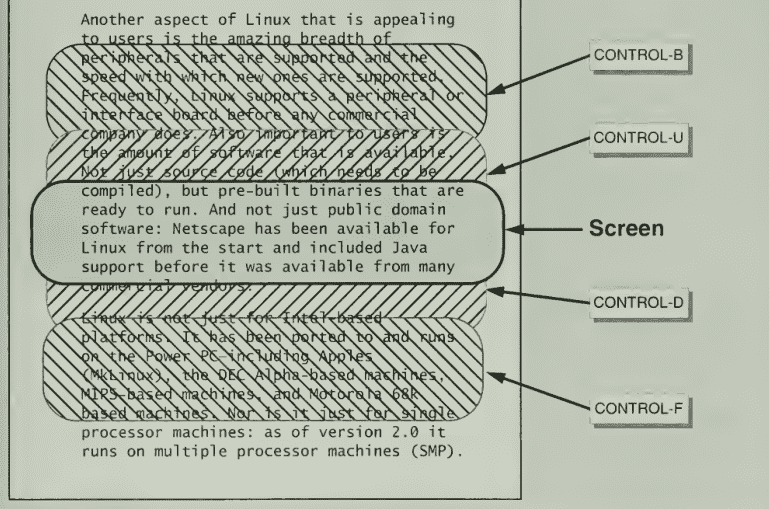 Another aspect of Linux that is appealing
to users is the amazing breadth of
peripherals that are supported and the
speed with which new ones are supported.
Frequently, Linux supports a peripheral or
interface board before any commercial
company does. Also important to users is
the amount of software that is available.
Not just source code (which needs to be
compiled), but pre-built binaries that are
ready to run. And not just public domain
software: Netscape has been available for
Linux from the start and included Java
support before it was available from many
commercial vendors.
Linux is not just for Intel-based
platforms. It has been ported to and runs
on the Power PC—including Apples
(MkLinux), the DEC Alpha-based machines,
MIPS-based machines, and Motorola 68k
based machines. Nor is it just for single
processor machines: as of version 2.0 it
runs on multiple processor machines (SMP).
CONTROL-B
CONTROL-U
Screen
CONTROL-D
CONTROL-F